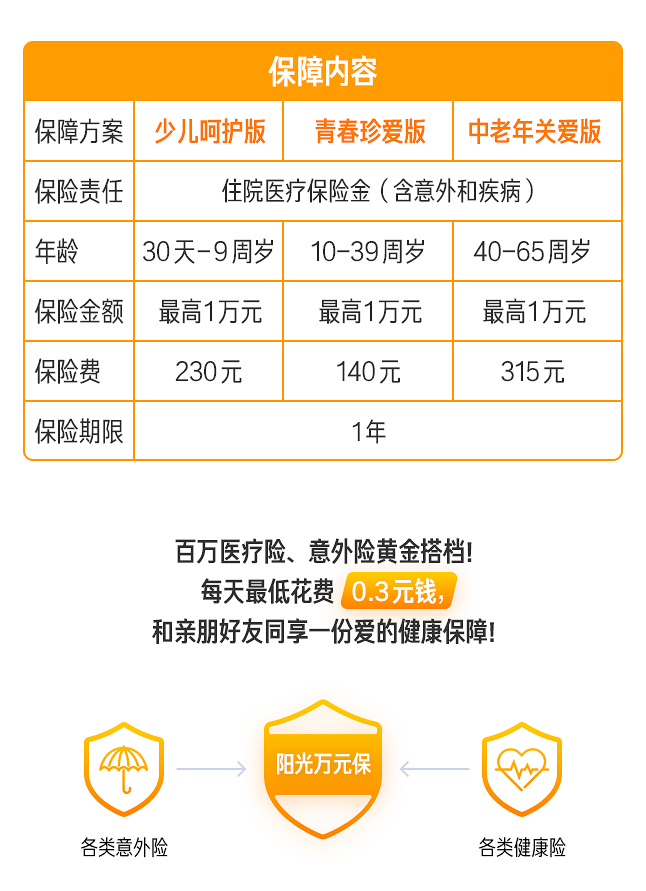 保障内容
保障方案 少儿呵护版 青春珍爱版 中老年关爱版
保险责任 住院医疗保险金（含意外和疾病）
年龄 30天-9周岁 10-39周岁 40-65周岁
保险金额 最高1万元 最高1万元 最高1万元
保险费 230元 140元 315元
保险期限 1年
百万医疗险、意外险黄金搭档!
每天最低花费 0.3元钱，
和亲朋好友同享一份爱的健康保障!
阳光万元保
各类意外险 各类健康险